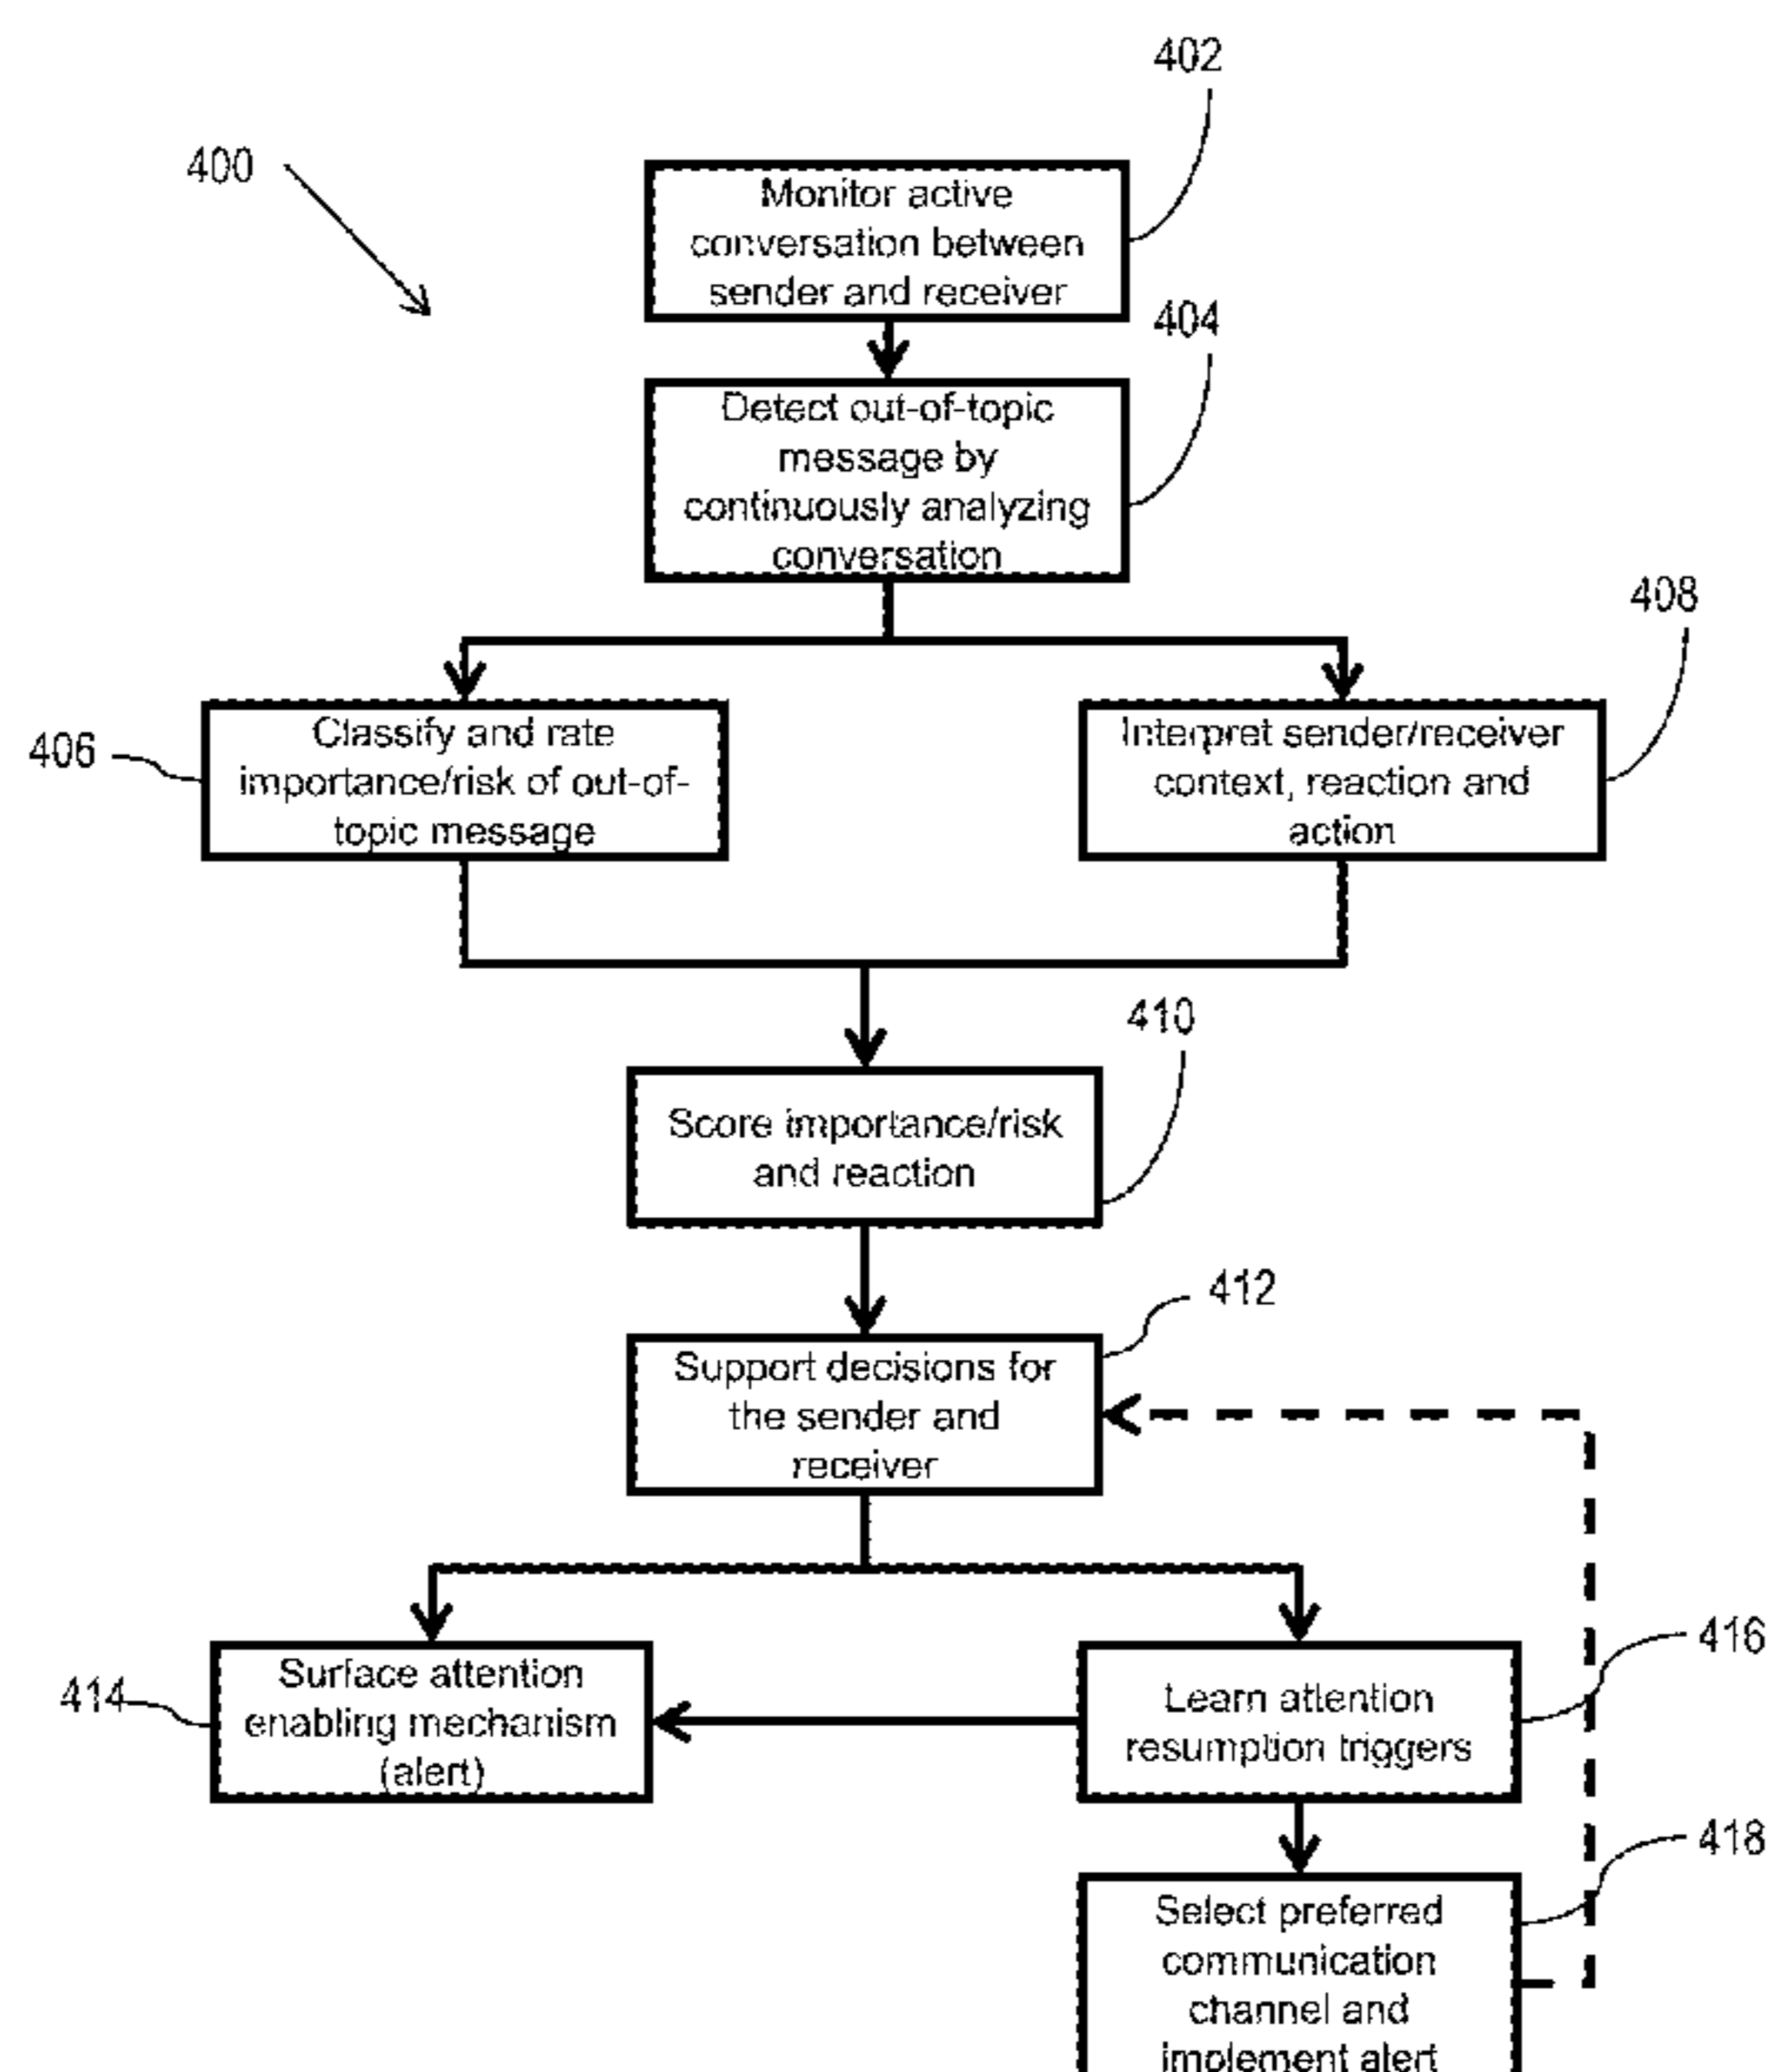 402
400
Monitor active
conversation between
sender and receiver
404
Detect out-of-topic
message by
continuously analyzing
conversation
408
406
Classify and rate
importance/risk of out-of-
topic message
Interpret sender/receiver
context, reaction and
action
410
Score importance/risk
and reaction
412
Support decisions for
the sender and
receiver
414
Surface attention
enabling mechanism
(alert)
416
Learn attention
resumption triggers
418
Select preferred
communication
channel and
implement alert